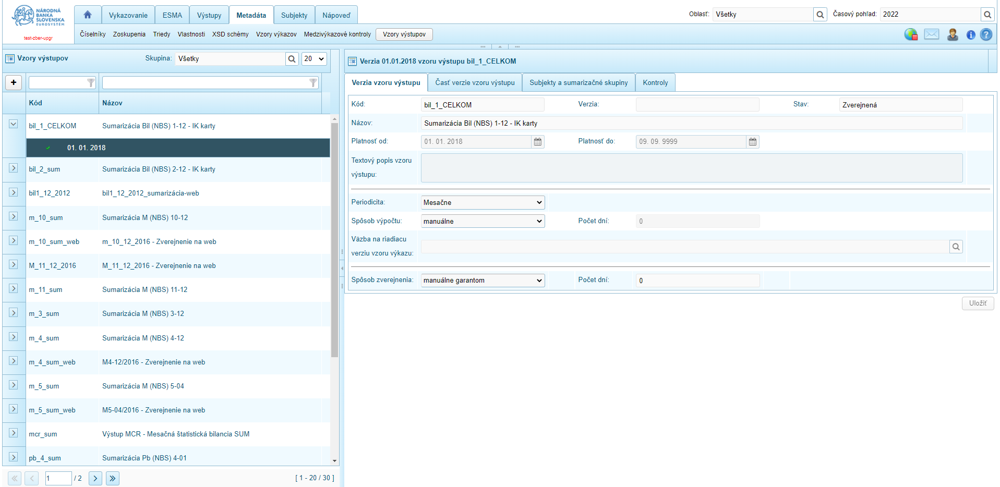 NÁRODNÁ
BANKA
SLOVENSKA
EUROSYSTÉM
test-zber-upgr
Vykazovanie ESMA Výstupy Metadáta Subjekty Nápoveď
Oblasť: Všetky Časový pohľad: 2022
Číselníky Zoskupenia Triedy Vlastnosti XSD schémy Vzory výkazov Medzivýkazové kontroly Vzory výstupov
Vzory výstupov Skupina: Všetky 20
Kód Názov
bil_1_CELKOM Sumarizácia Bil (NBS) 1-12 - IK karty
01. 01. 2018
bil_2_sum Sumarizácia Bil (NBS) 2-12 - IK karty
bil1_12_2012 bil1_12_2012_sumarizácia-web
m_10_sum Sumarizácia M (NBS) 10-12
m_10_sum_web m_10_12_2016 - Zverejnenie na web
M_11_12_2016 M_11_12_2016 - Zverejnenie na web
m_11_sum Sumarizácia M (NBS) 11-12
m_3_sum Sumarizácia M (NBS) 3-12
m_4_sum Sumarizácia M (NBS) 4-12
m_4_sum_web M4-12/2016 - Zverejnenie na web
m_5_sum Sumarizácia M (NBS) 5-04
m_5_sum_web M5-04/2016 - Zverejnenie na web
mcr_sum Výstup MCR - Mesačná štatistická bilancia SUM
pb_4_sum Sumarizácia Pb (NBS) 4-01
1 / 2 [ 1 - 20 / 30 ]
Verzia 01.01.2018 vzoru výstupu bil_1_CELKOM
Verzia vzoru výstupu Časť verzie vzoru výstupu Subjekty a sumarizačné skupiny Kontroly
Kód: bil_1_CELKOM Verzia: Stav: Zverejnená
Názov: Sumarizácia Bil (NBS) 1-12 - IK karty
Platnosť od: 01. 01. 2018 Platnosť do: 09. 09. 9999
Textový popis vzoru
výstupu:
Periodicita: Mesačne
Spôsob výpočtu: manuálne Počet dní: 0
Väzba na riadiacu
verziu vzoru výkazu:
Spôsob zverejnenia: manuálne garantom Počet dní: 0
Uložiť